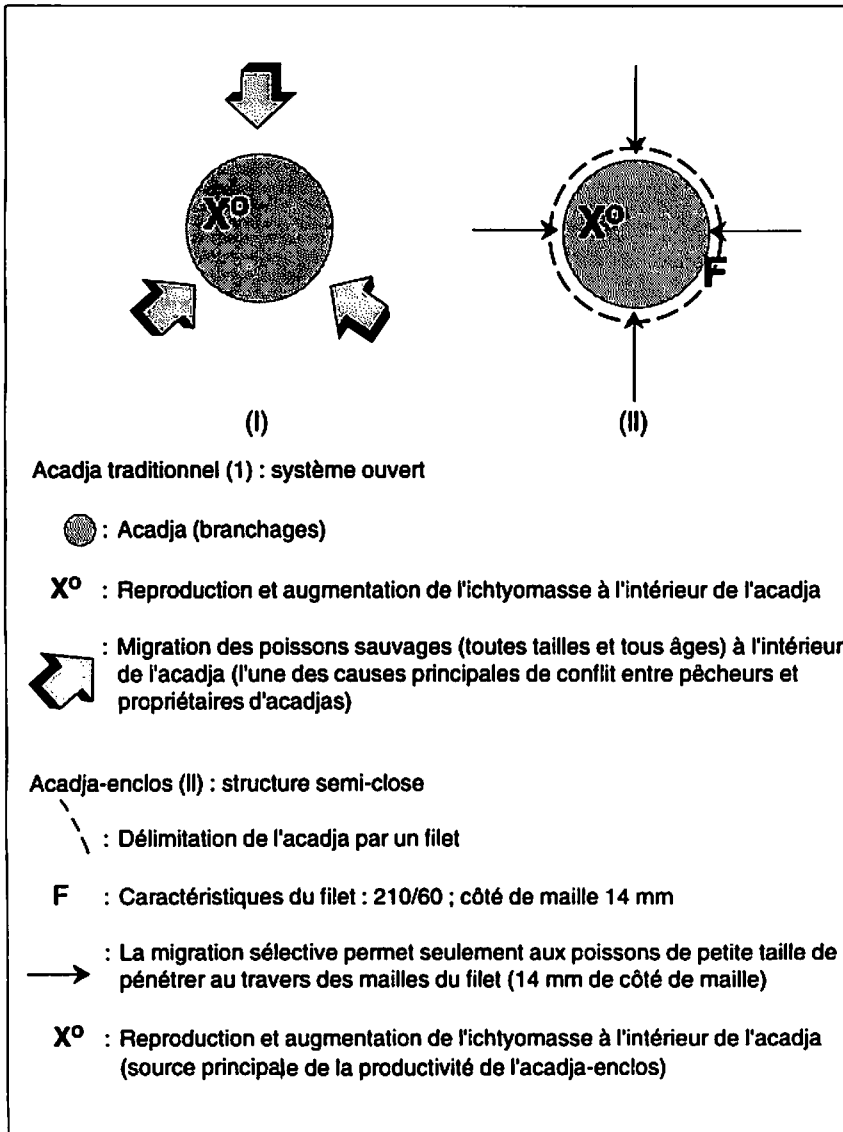 X⁰
X⁰
F
(I)
(II)
Acadja traditionnel (1) : système ouvert
: Acadja (branchages)
X⁰ : Reproduction et augmentation de l'ichtyomasse à l'intérieur de l'acadja
: Migration des poissons sauvages (toutes tailles et tous âges) à l'intérieur
de l'acadja (l'une des causes principales de conflit entre pêcheurs et
propriétaires d'acadjas)
Acadja-enclos (II) : structure semi-close
: Délimitation de l'acadja par un filet
F : Caractéristiques du filet : 210/60 ; côté de maille 14 mm
: La migration sélective permet seulement aux poissons de petite taille de
pénétrer au travers des mailles du filet (14 mm de côté de maille)
X⁰ : Reproduction et augmentation de l'ichtyomasse à l'intérieur de l'acadja
(source principale de la productivité de l'acadja-enclos)